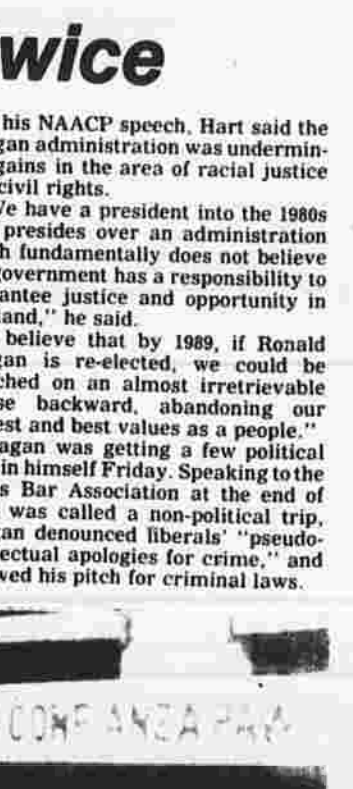 wice
his NAACP speech, Hart said the
gan administration was undermin-
gains in the area of racial justice
civil rights.
We have a president into the 1980s
presides over an administration
h fundamentally does not believe
government has a responsibility to
antee justice and opportunity in
land," he said.
believe that by 1989, if Ronald
gan is re-elected, we could be
ched on an almost irretrievable
se backward, abandoning our
est and best values as a people."
eagan was getting a few political
in himself Friday. Speaking to the
s Bar Association at the end of
was called a non-political trip,
an denounced liberals' "pseudo-
ectual apologies for crime," and
wed his pitch for criminal laws.
CONFIANZA PARA